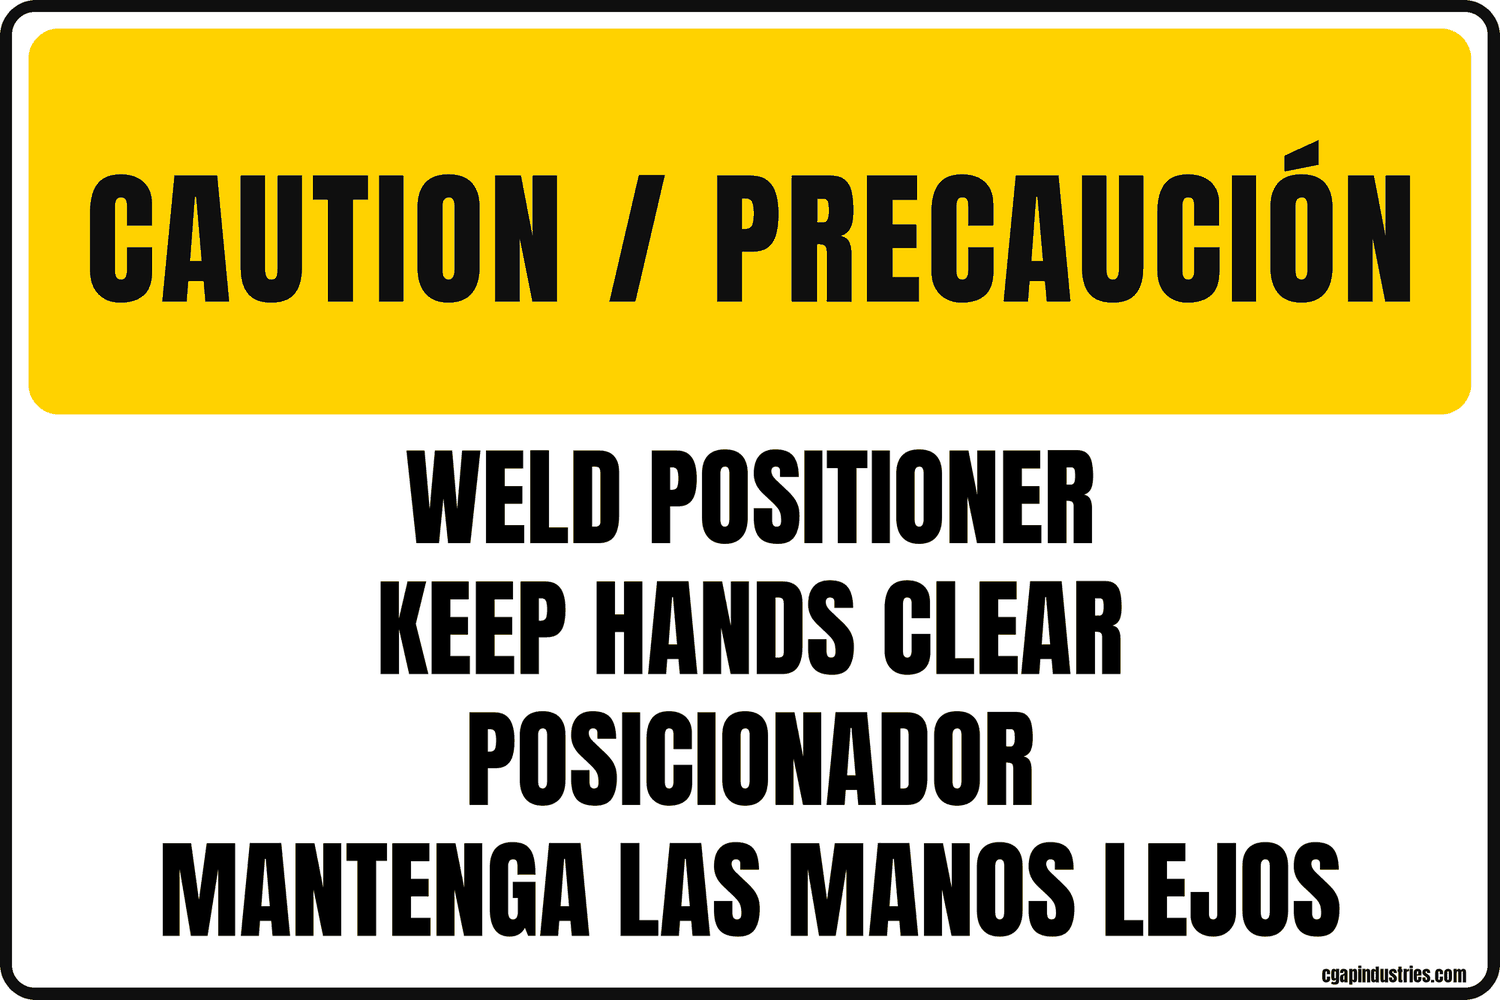 CAUTION / PRECAUCIÓN
WELD POSITIONER
KEEP HANDS CLEAR
POSICIONADOR
MANTENGA LAS MANOS LEJOS
cgapindustries.com